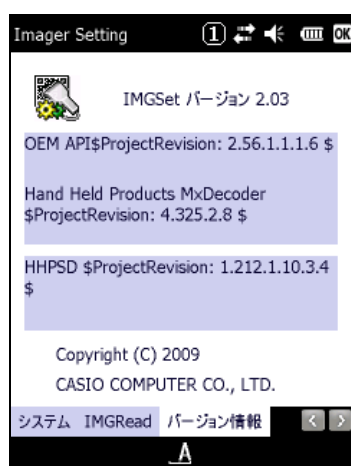 Imager Setting 1 OK
IMGSet バージョン 2.03
OEM API$ProjectRevision: 2.56.1.1.1.6 $
Hand Held Products MxDecoder
$ProjectRevision: 4.325.2.8 $
HHPSD $ProjectRevision: 1.212.1.10.3.4
$
Copyright (C) 2009
CASIO COMPUTER CO., LTD.
システム IMGRead バージョン情報
A